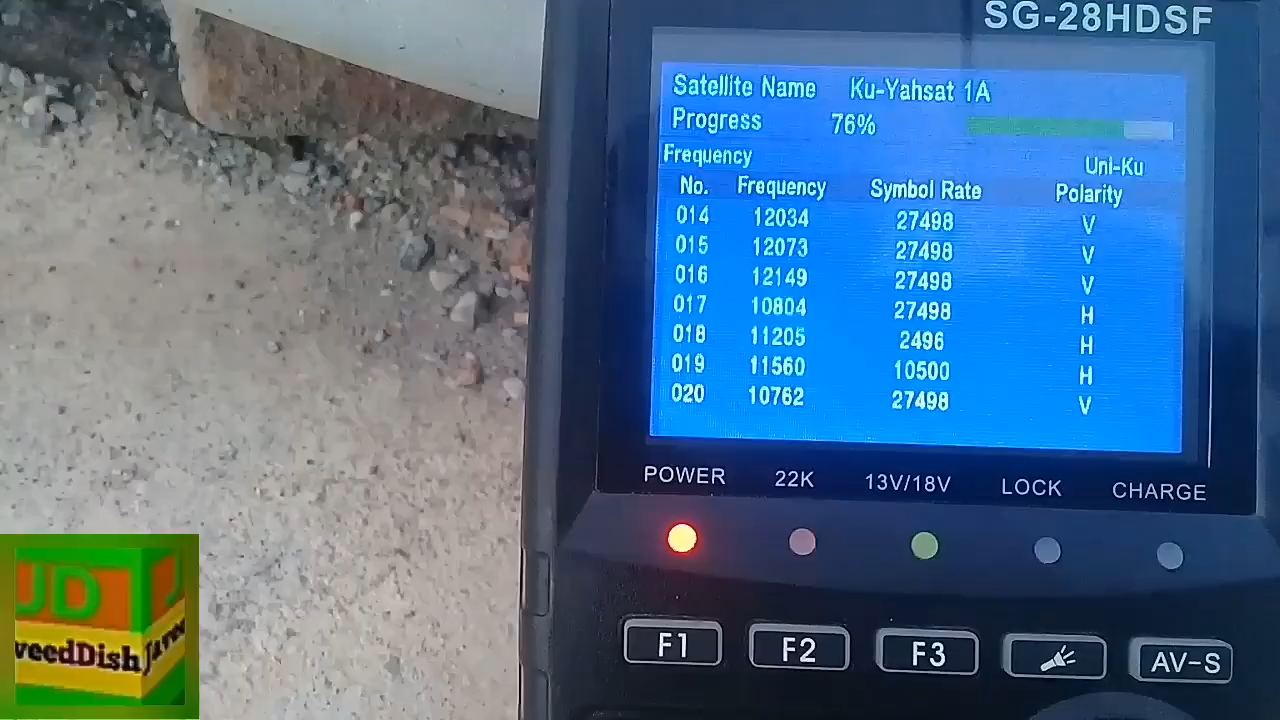 SG-28HDSF
Satellite Name Ku-Yahsat 1A
Progress 76%
Frequency Uni-Ku
No. Frequency Symbol Rate Polarity
014 12034 27498 V
015 12073 27498 V
016 12149 27498 V
017 10804 27498 H
018 11205 2496 H
019 11560 10500 H
020 10762 27498 V
POWER 22K 13V/18V LOCK CHARGE
F1 F2 F3 AV-S
JD J
veedDish Javee